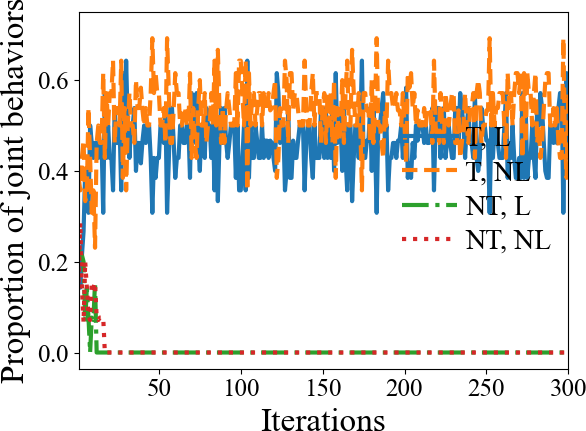 Proportion of joint behaviors
0.6
0.4
0.2
0.0
T, L
T, NL
NT, L
NT, NL
50
100
150
200
250
300
Iterations